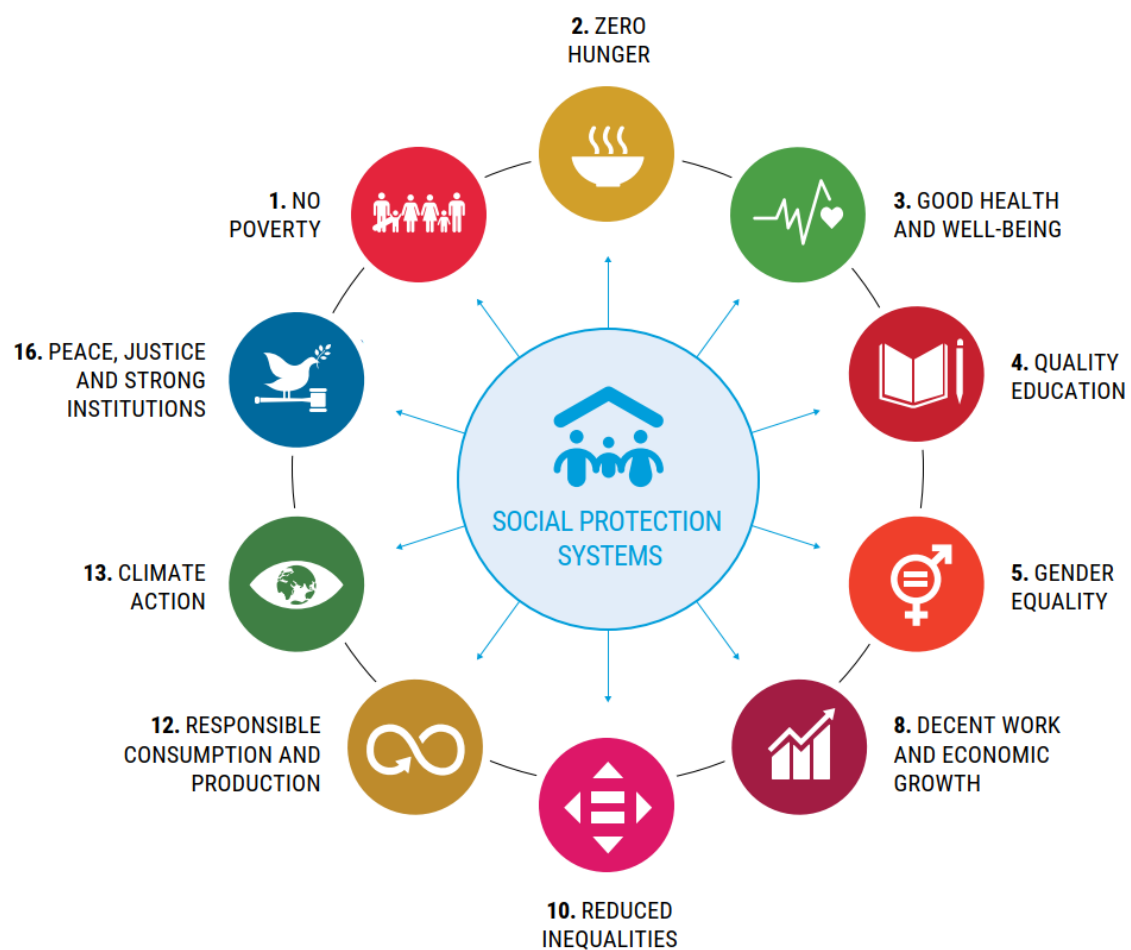 2. ZERO
HUNGER
1. NO
POVERTY
3. GOOD HEALTH
AND WELL-BEING
16. PEACE, JUSTICE
AND STRONG
INSTITUTIONS
4. QUALITY
EDUCATION
SOCIAL PROTECTION
SYSTEMS
13. CLIMATE
ACTION
5. GENDER
EQUALITY
12. RESPONSIBLE
CONSUMPTION AND
PRODUCTION
8. DECENT WORK
AND ECONOMIC
GROWTH
10. REDUCED
INEQUALITIES